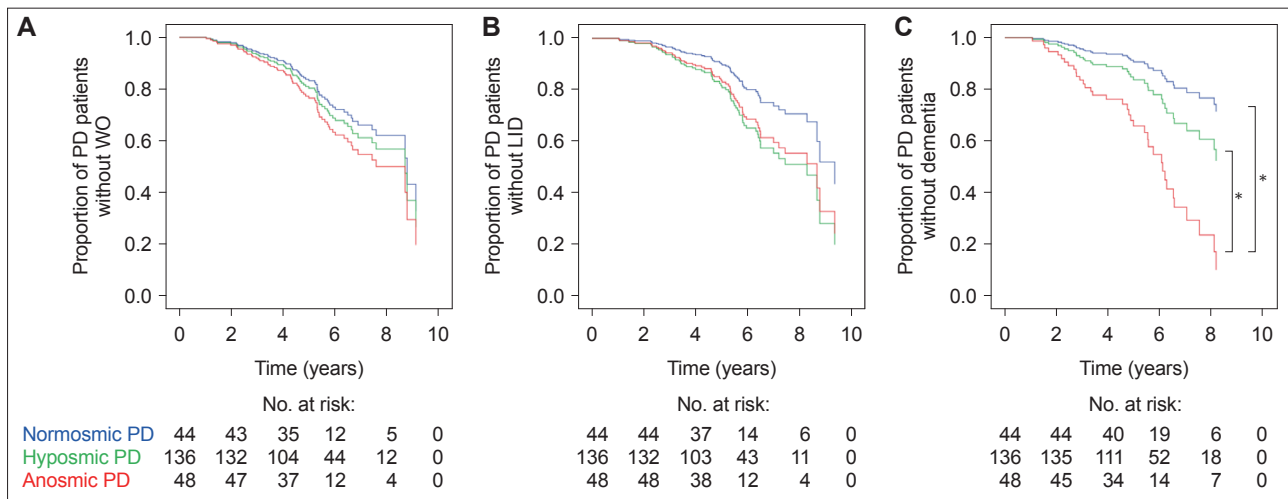 A
Proportion of PD patients
without WO
1.0
0.8
0.6
0.4
0.2
0.0
0 2 4 6 8 10
Time (years)
B
Proportion of PD patients
without LID
1.0
0.8
0.6
0.4
0.2
0.0
0 2 4 6 8 10
Time (years)
C
Proportion of PD patients
without dementia
1.0
0.8
0.6
0.4
0.2
0.0
*
*
0 2 4 6 8 10
Time (years)
No. at risk: No. at risk: No. at risk:
Normosmic PD 44 43 35 12 5 0 44 44 37 14 6 0 44 44 40 19 6 0
Hyposmic PD 136 132 104 44 12 0 136 132 103 43 11 0 136 135 111 52 18 0
Anosmic PD 48 47 37 12 4 0 48 48 38 12 4 0 48 45 34 14 7 0